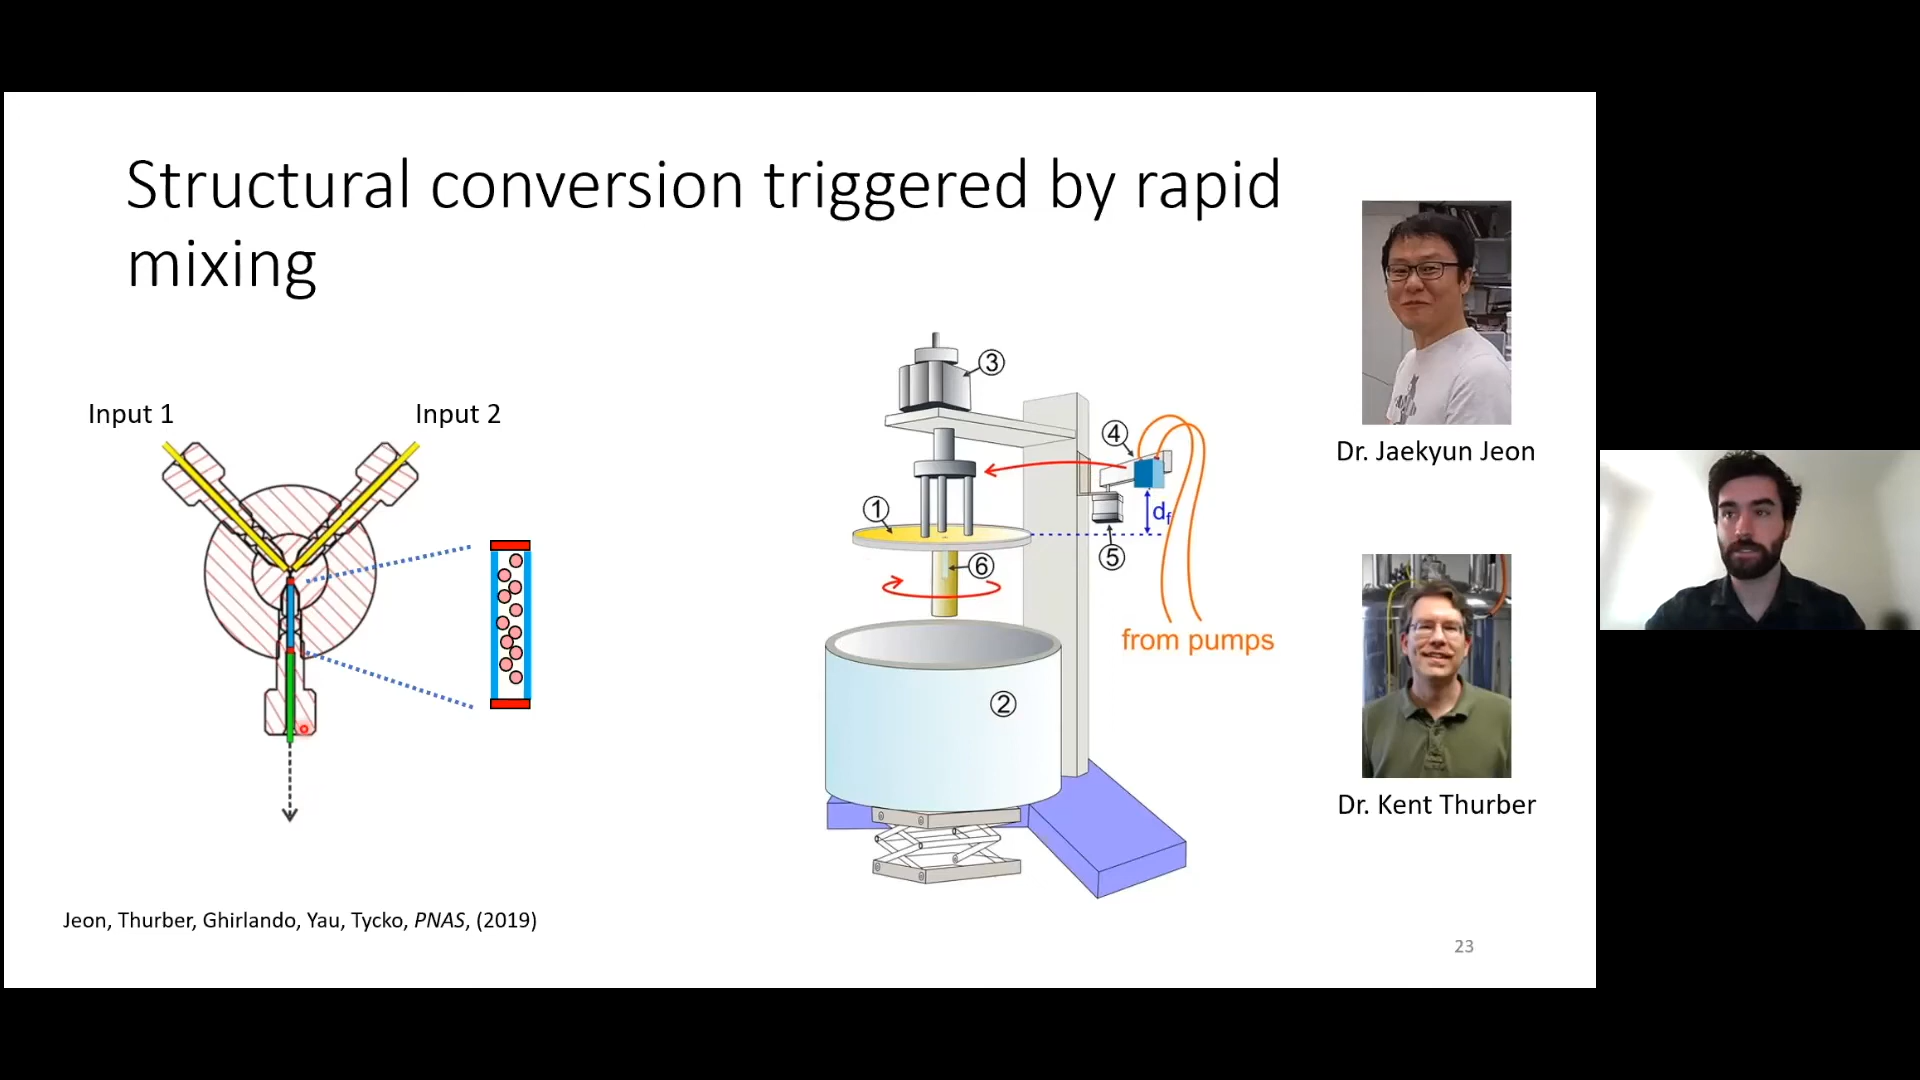 Structural conversion triggered by rapid
mixing
Input 1
Input 2
③
④
①
d_f
⑤
⑥
from pumps
②
Dr. Jaekyun Jeon
Dr. Kent Thurber
Jeon, Thurber, Ghirlando, Yau, Tycko, PNAS, (2019)
23